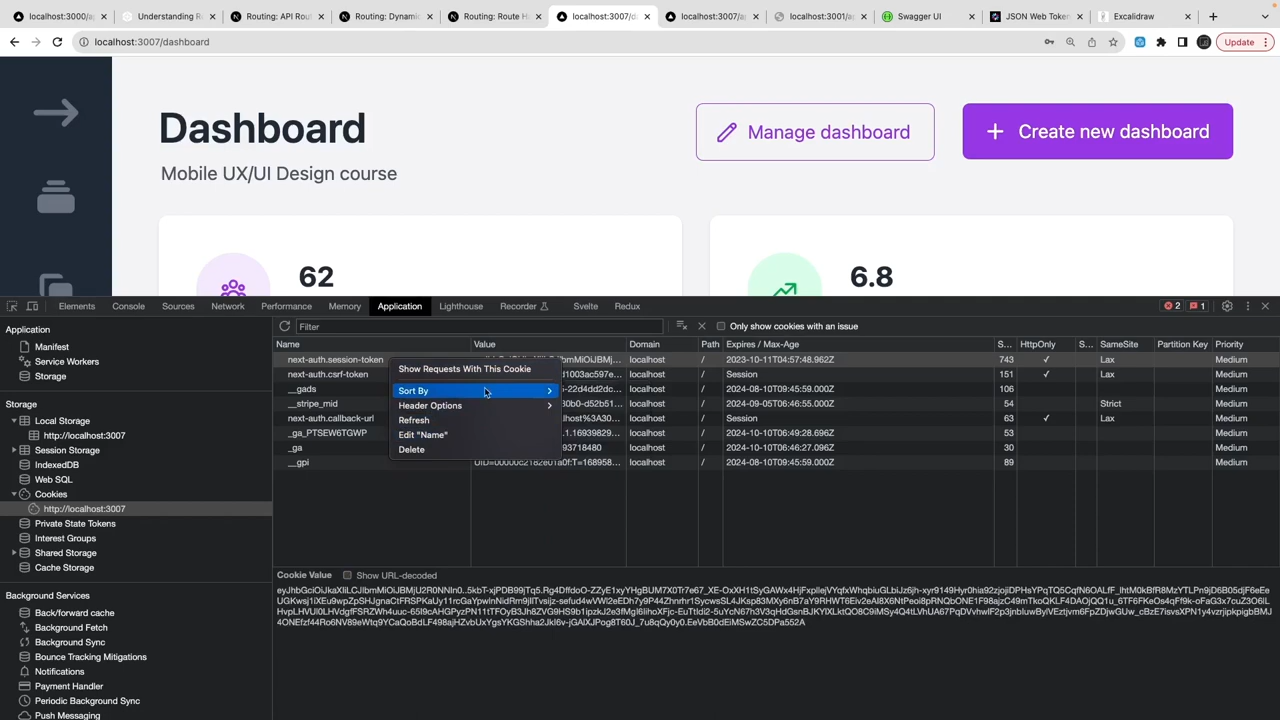 localhost:3000/ap
Understanding R
Routing: API Rout
Routing: Dynamic
Routing: Route Ha
localhost:3007/da
localhost:3007/ap
localhost:3001/ap
Swagger UI
JSON Web Token
Excalidraw
localhost:3007/dashboard
Update
Dashboard
Mobile UX/UI Design course
Manage dashboard
+ Create new dashboard
62
6.8
Elements
Console
Sources
Network
Performance
Memory
Application
Lighthouse
Recorder
Svelte
Redux
2
1
Application
Manifest
Service Workers
Storage
Storage
Local Storage
http://localhost:3007
Session Storage
IndexedDB
Web SQL
Cookies
http://localhost:3007
Private State Tokens
Interest Groups
Shared Storage
Cache Storage
Background Services
Back/forward cache
Background Fetch
Background Sync
Bounce Tracking Mitigations
Notifications
Payment Handler
Periodic Background Sync
Push Messaging
Filter
Only show cookies with an issue
Name Value Domain Path Expires / Max-Age S... HttpOnly S... SameSite Partition Key Priority
next-auth.session-token localhost / 2023-10-11T04:57:48.962Z 743 ✓ Lax Medium
next-auth.csrf-token localhost / Session 151 ✓ Lax Medium
__gads localhost / 2024-08-10T09:45:59.000Z 106 Medium
__stripe_mid localhost / 2024-09-05T06:46:55.000Z 54 Strict Medium
next-auth.callback-url localhost / Session 63 ✓ Lax Medium
_ga_PTSEW6TGWP localhost / 2024-10-10T06:49:28.696Z 53 Medium
_ga localhost / 2024-10-10T06:46:27.096Z 30 Medium
__gpi localhost / 2024-08-10T09:45:59.000Z 89 Medium
Show Requests With This Cookie
Sort By
Header Options
Refresh
Edit "Name"
Delete
Cookie Value
Show URL-decoded